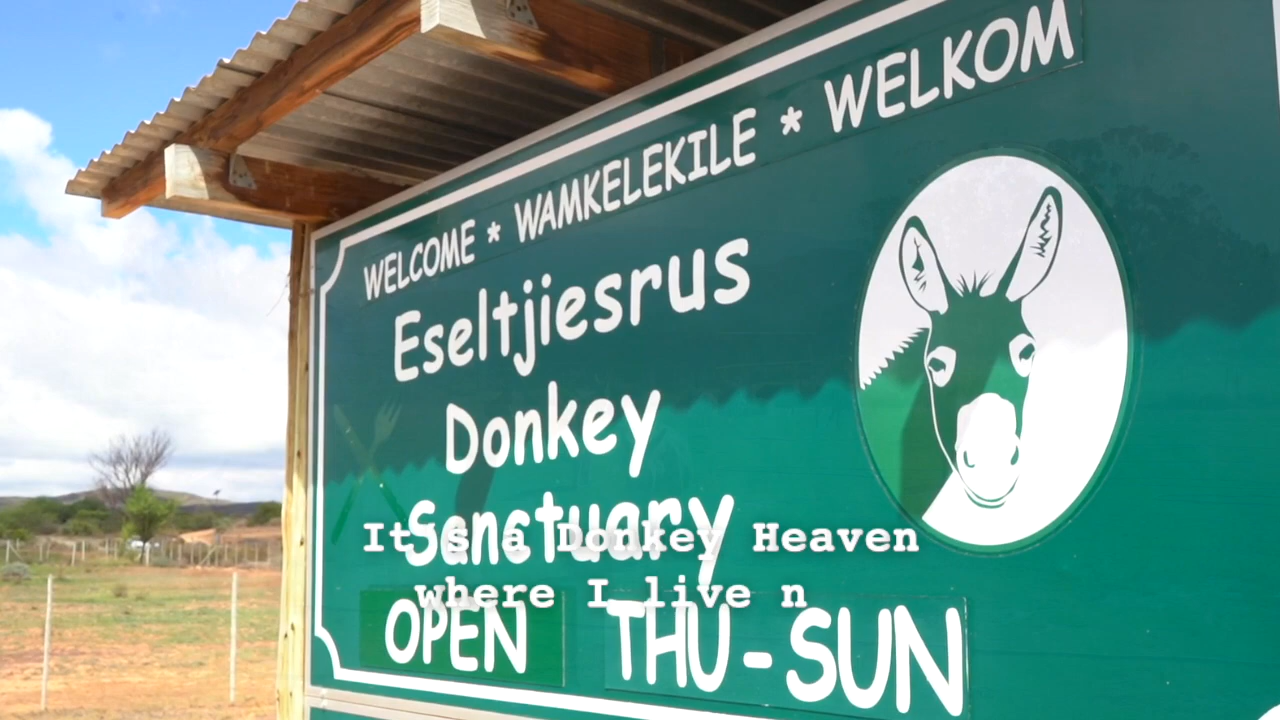 WELCOME * WAMKELEKILE * WELKOM
Eseltjiesrus
Donkey
Sanctuary
OPEN THU-SUN
It's a Donkey Heaven
where I live n